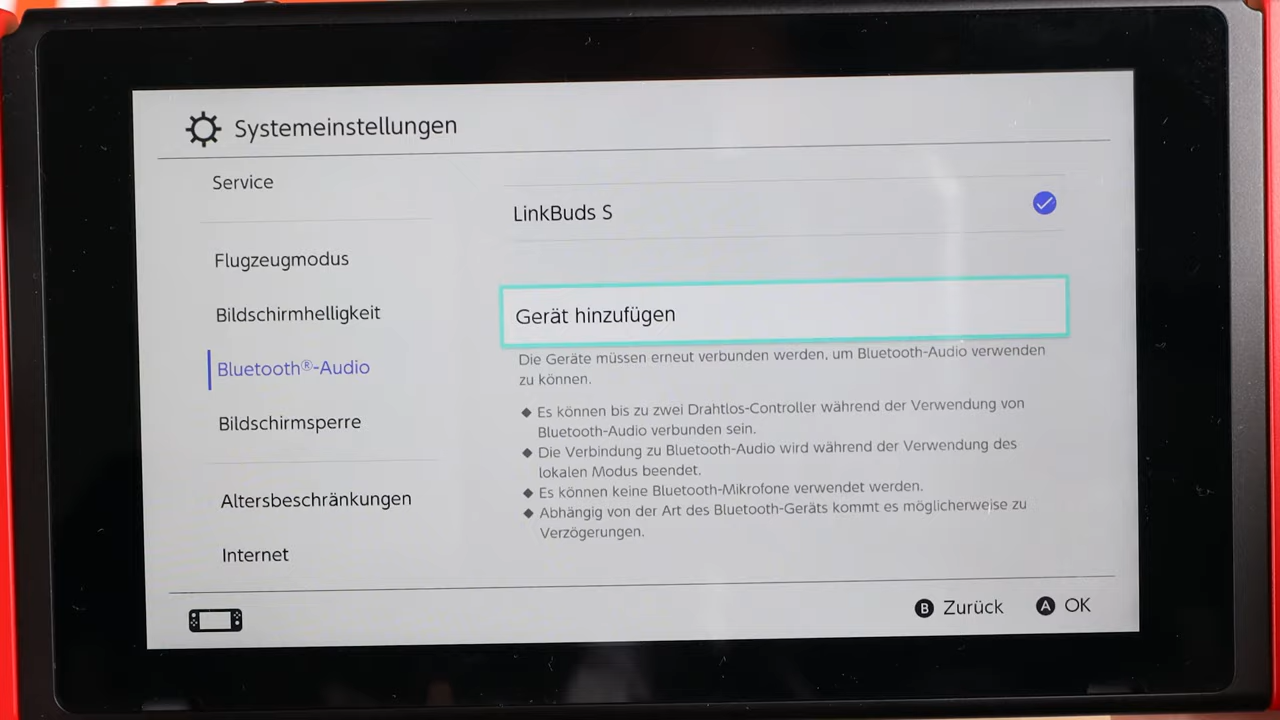 Systemeinstellungen
Service
Flugzeugmodus
Bildschirmhelligkeit
Bluetooth®-Audio
Bildschirmsperre
Altersbeschränkungen
Internet
LinkBuds S
Gerät hinzufügen
Die Geräte müssen erneut verbunden werden, um Bluetooth-Audio verwenden
zu können.
◆ Es können bis zu zwei Drahtlos-Controller während der Verwendung von
Bluetooth-Audio verbunden sein.
◆ Die Verbindung zu Bluetooth-Audio wird während der Verwendung des
lokalen Modus beendet.
◆ Es können keine Bluetooth-Mikrofone verwendet werden.
◆ Abhängig von der Art des Bluetooth-Geräts kommt es möglicherweise zu
Verzögerungen.
B Zurück
A OK